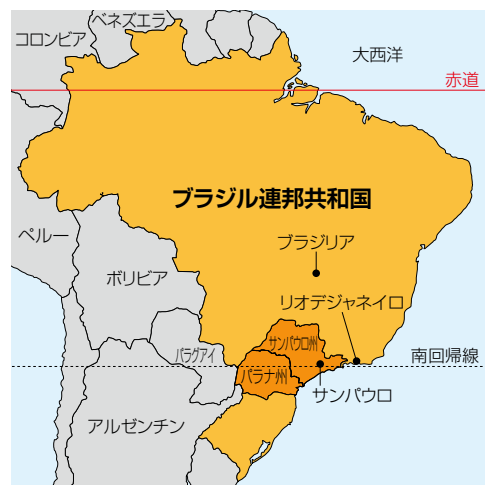 ベネズエラ
コロンビア
大西洋
赤道
ブラジル連邦共和国
ペルー
ブラジリア
ボリビア
リオデジャネイロ
サンパウロ州
パラグアイ
南回帰線
パラナ州
サンパウロ
アルゼンチン